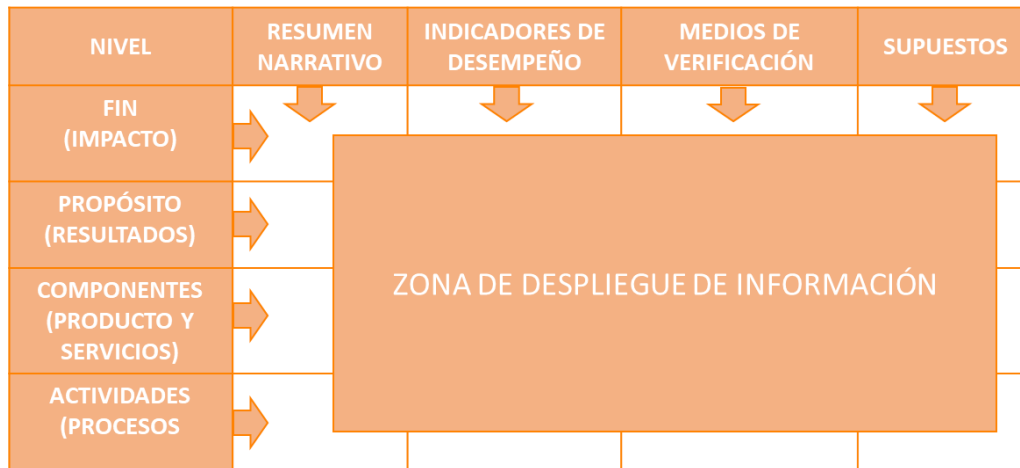 NIVEL
RESUMEN
NARRATIVO
INDICADORES DE
DESEMPEÑO
MEDIOS DE
VERIFICACIÓN
SUPUESTOS
FIN
(IMPACTO)
PROPÓSITO
(RESULTADOS)
COMPONENTES
(PRODUCTO Y
SERVICIOS)
ACTIVIDADES
(PROCESOS
ZONA DE DESPLIEGUE DE INFORMACIÓN